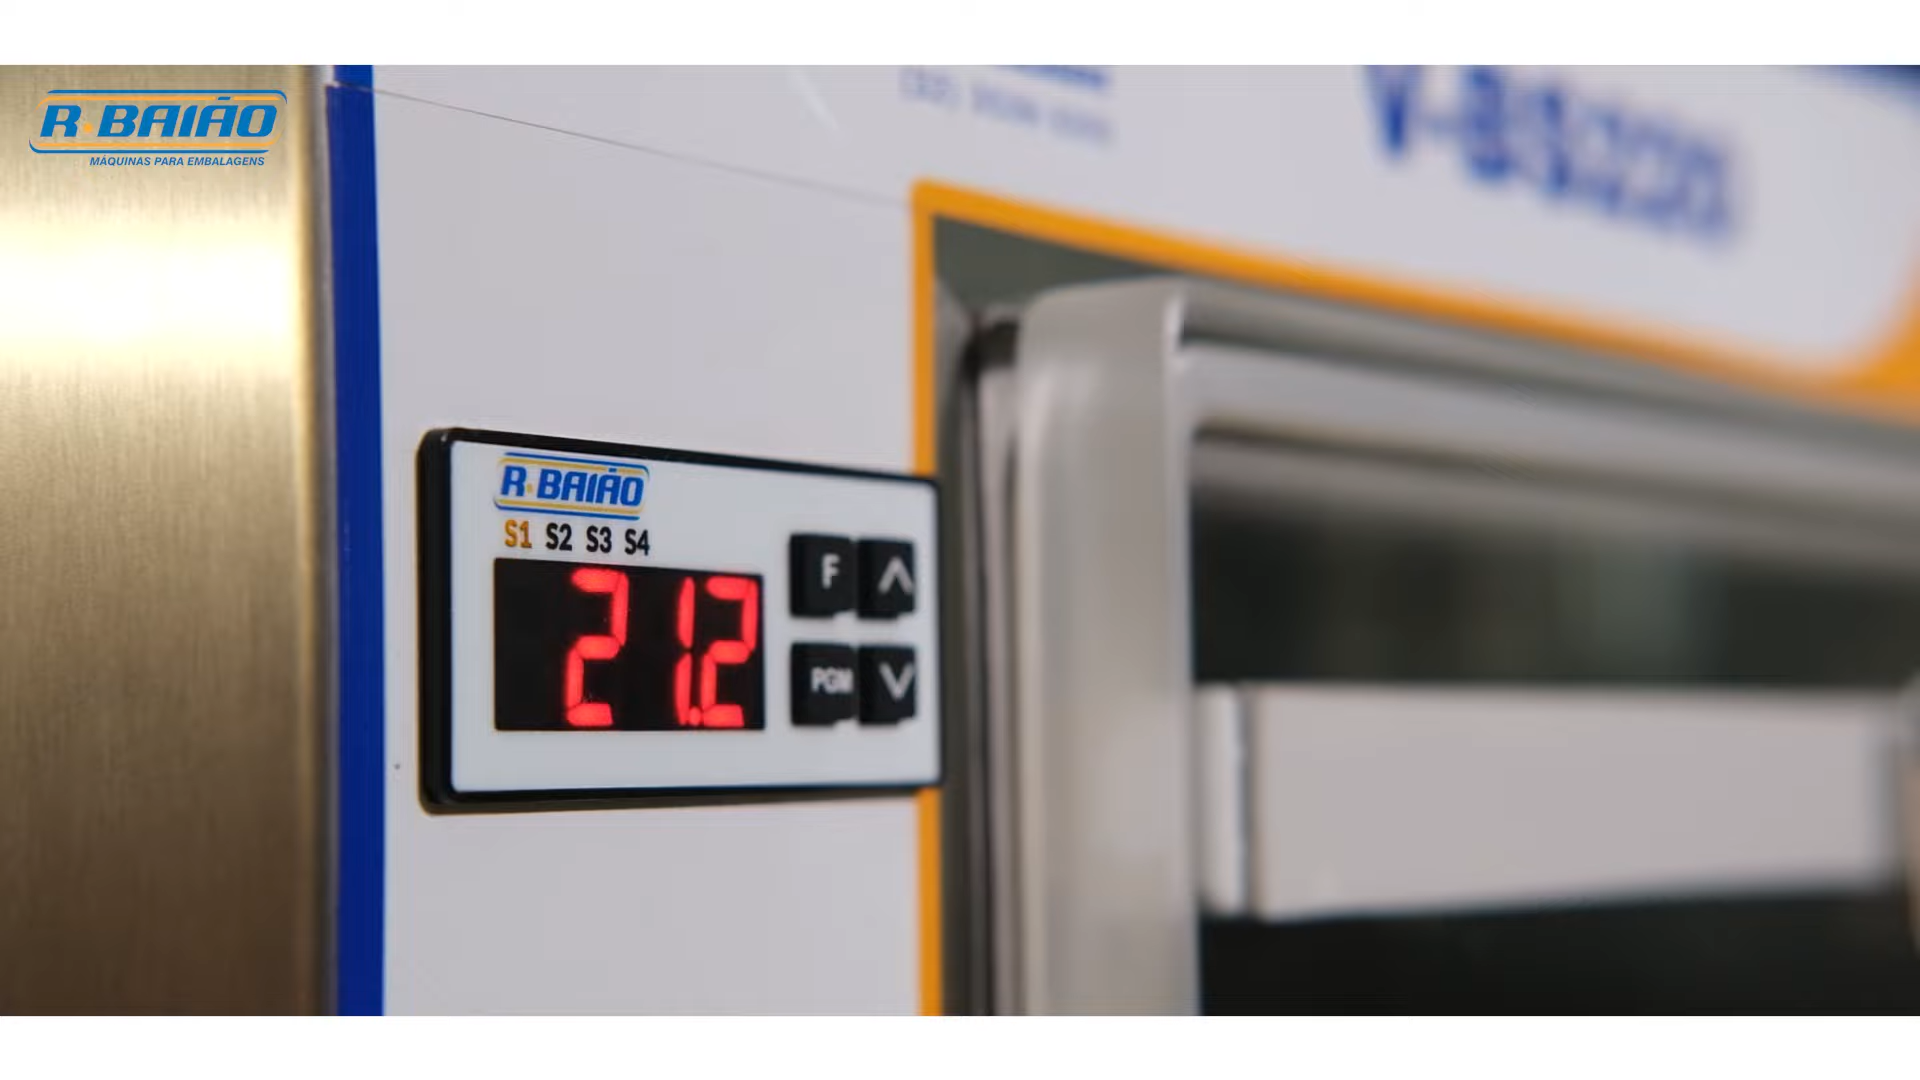 R·BAIÃO
MÁQUINAS PARA EMBALAGENS
R·BAIÃO
S1 S2 S3 S4
21.2
F
PGM